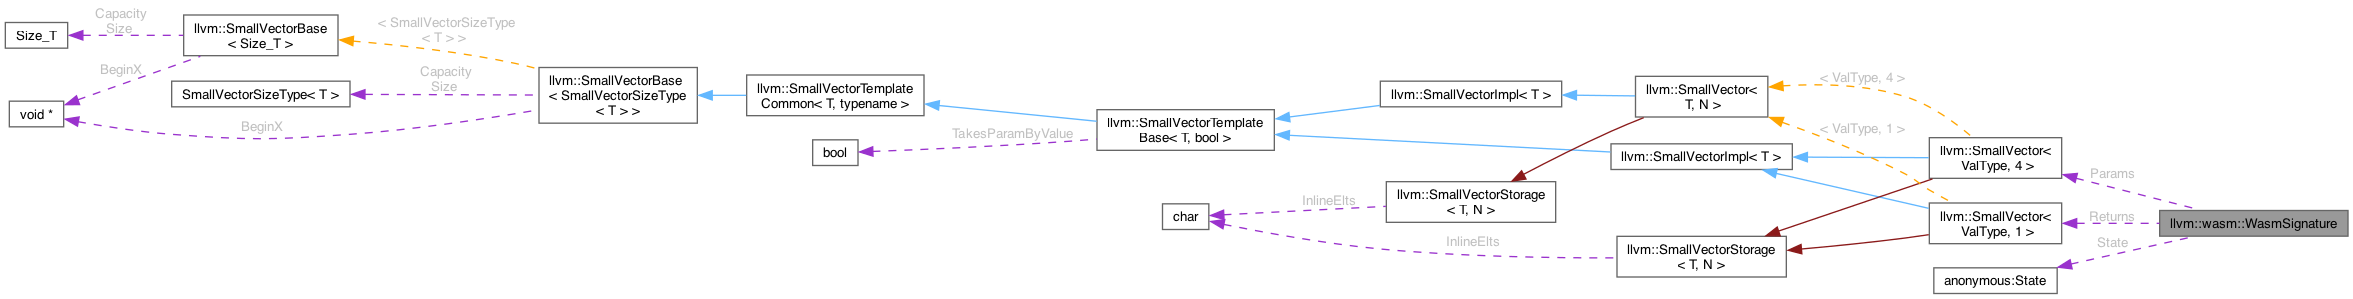 Size_T
Capacity
Size
llvm::SmallVectorBase
< Size_T >
< SmallVectorSizeType
< T > >
BeginX
SmallVectorSizeType< T >
Capacity
Size
void *
BeginX
llvm::SmallVectorBase
< SmallVectorSizeType
< T > >
llvm::SmallVectorTemplate
Common< T, typename >
bool
TakesParamByValue
llvm::SmallVectorTemplate
Base< T, bool >
llvm::SmallVectorImpl< T >
llvm::SmallVector<
T, N >
< ValType, 4 >
< ValType, 1 >
llvm::SmallVectorImpl< T >
llvm::SmallVector<
ValType, 4 >
char
InlineElts
llvm::SmallVectorStorage
< T, N >
InlineElts
llvm::SmallVectorStorage
< T, N >
llvm::SmallVector<
ValType, 1 >
Params
Returns
State
llvm::wasm::WasmSignature
anonymous:State